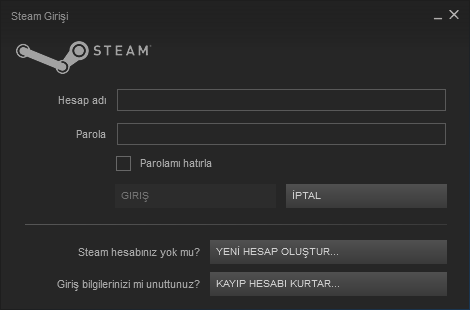 Steam Girişi
STEAM
Hesap adı
Parola
Parolamı hatırla
GIRIŞ
İPTAL
Steam hesabınız yok mu?
YENİ HESAP OLUŞTUR...
Giriş bilgilerinizi mi unuttunuz?
KAYIP HESABI KURTAR...